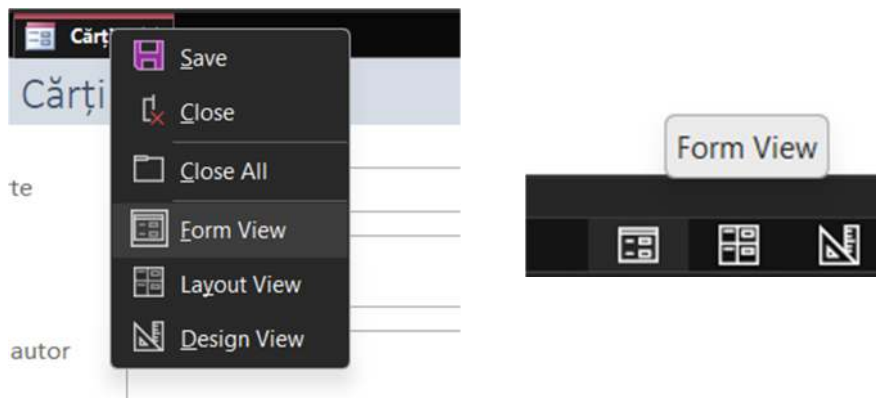 Cărț
Save
Cărți
Close
Close All
te
Form View
Layout View
Design View
autor
Form View